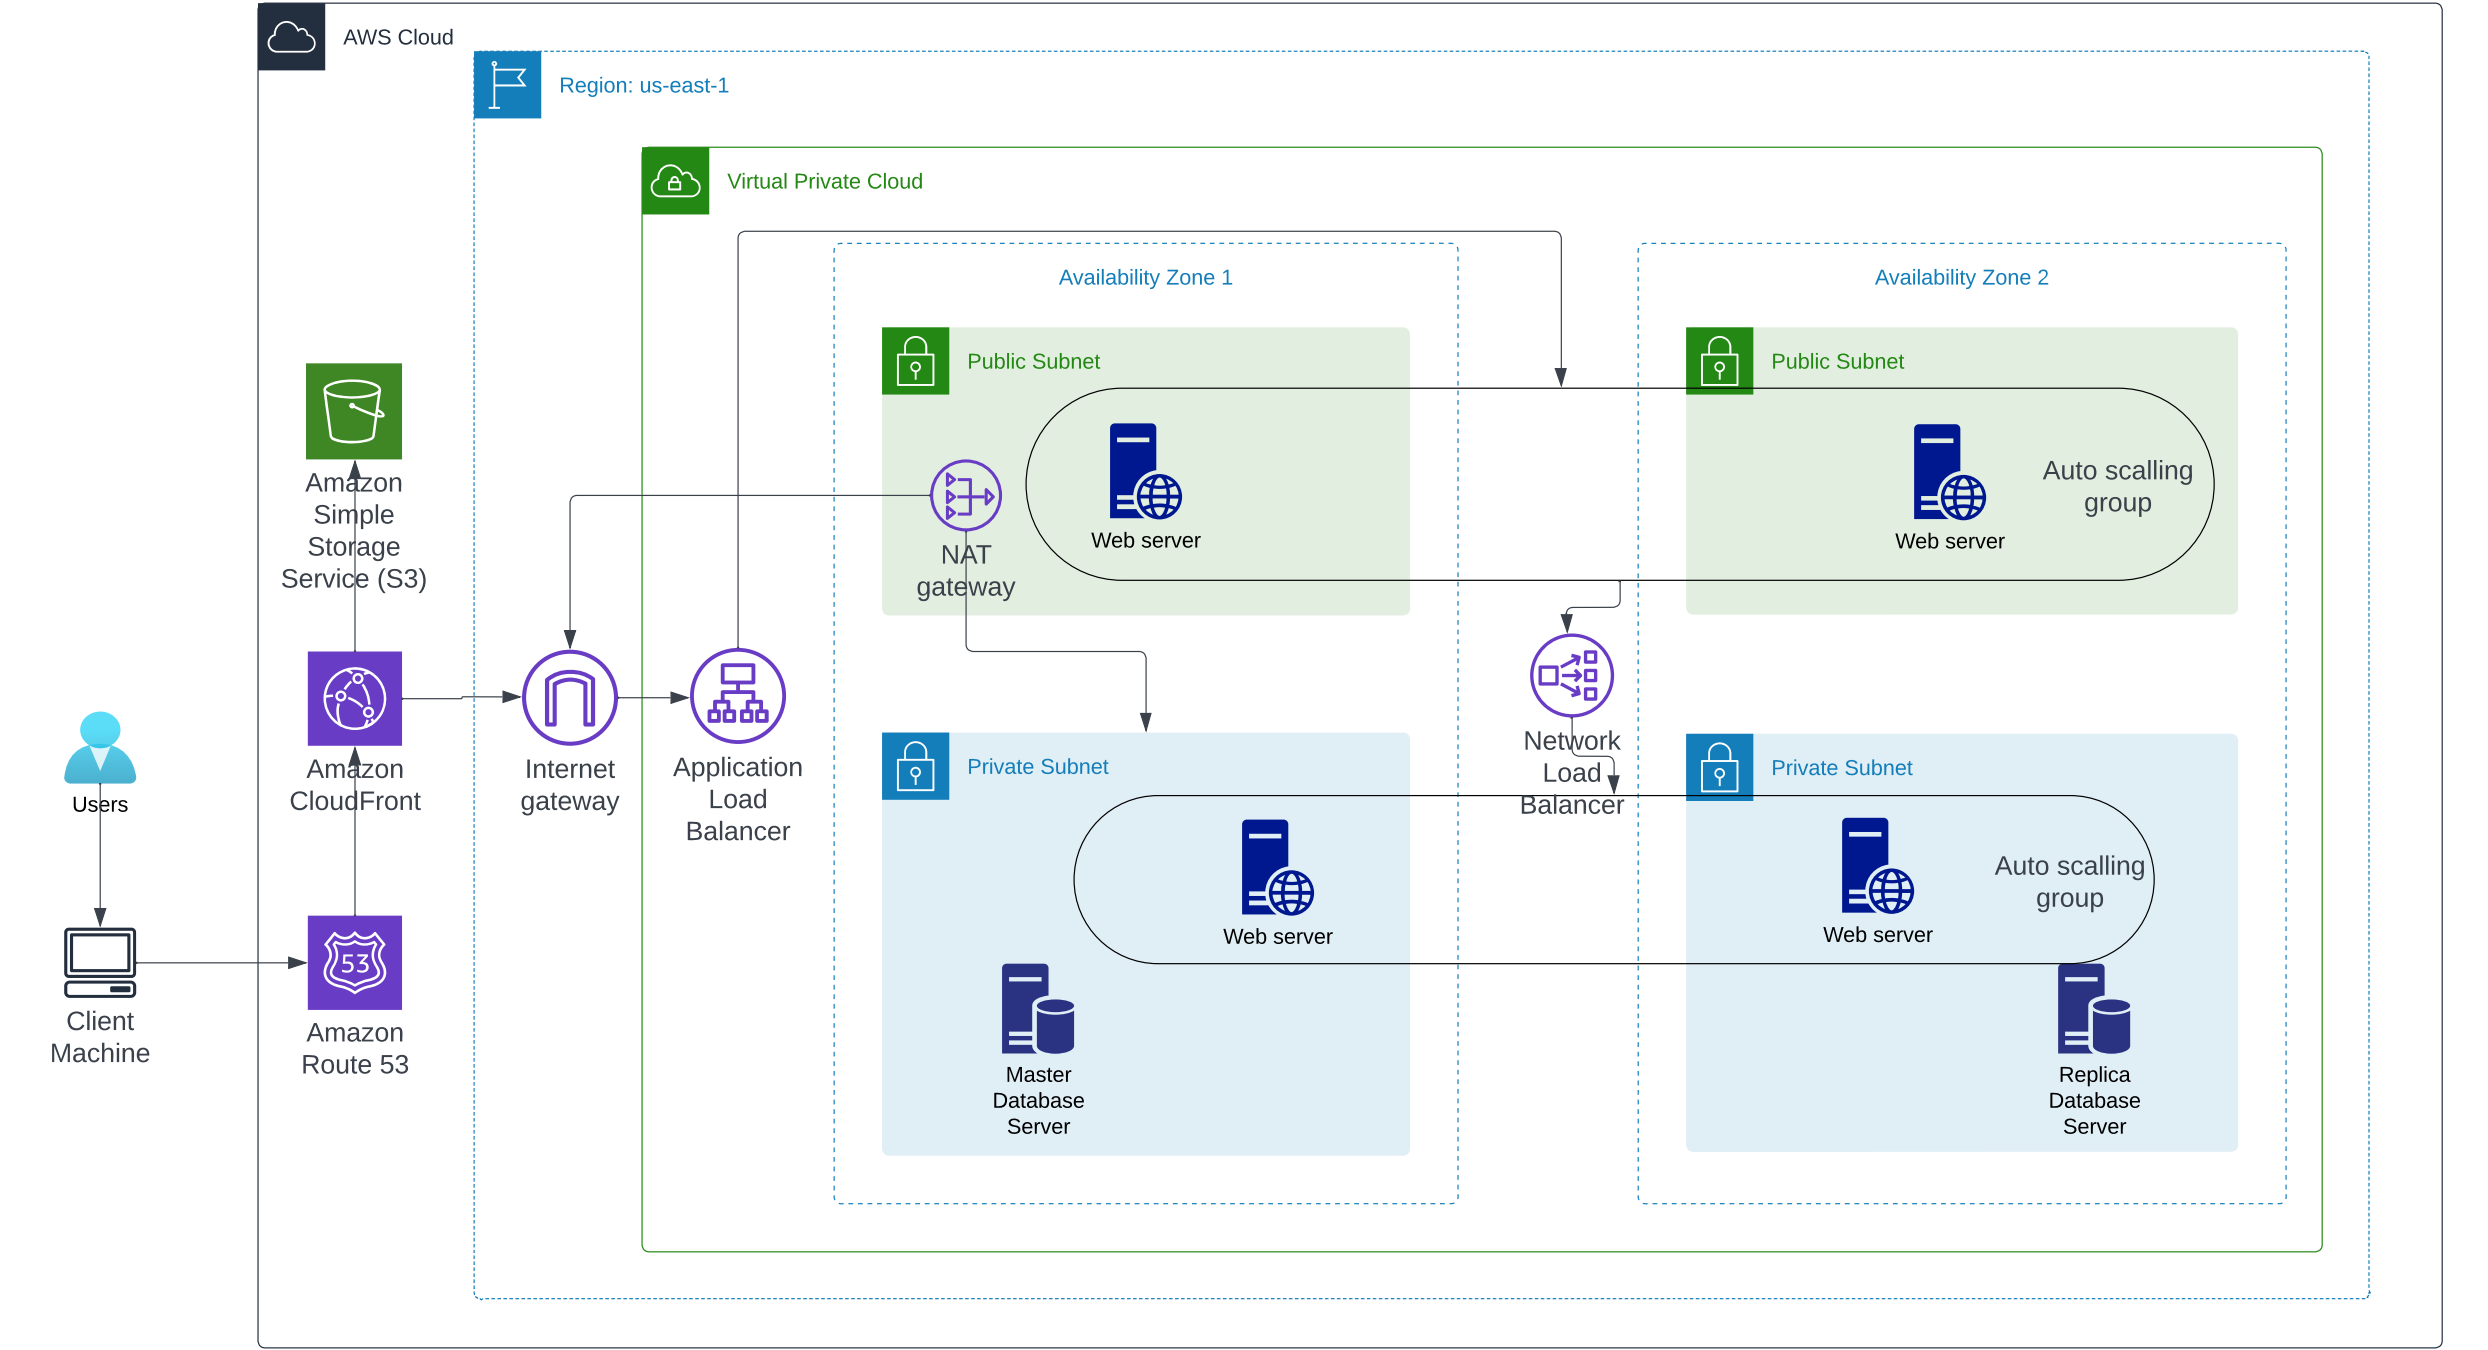 AWS Cloud
Region: us-east-1
Virtual Private Cloud
Availability Zone 1
Availability Zone 2
Public Subnet
Public Subnet
Amazon
Simple
Storage
Service (S3)
NAT
gateway
Web server
Web server
Auto scalling
group
Users
Amazon
CloudFront
Internet
gateway
Application
Load
Balancer
Network
Load
Balancer
Private Subnet
Private Subnet
Web server
Web server
Auto scalling
group
Client
Machine
53
Amazon
Route 53
Master
Database
Server
Replica
Database
Server